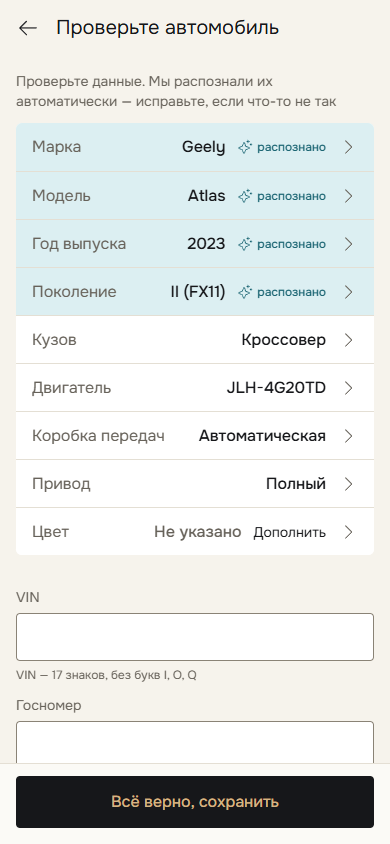 Проверьте автомобиль
Проверьте данные. Мы распознали их
автоматически — исправьте, если что-то не так
Марка Geely распознано
Модель Atlas распознано
Год выпуска 2023 распознано
Поколение II (FX11) распознано
Кузов Кроссовер
Двигатель JLH-4G20TD
Коробка передач Автоматическая
Привод Полный
Цвет Не указано Дополнить
VIN
VIN — 17 знаков, без букв I, O, Q
Госномер
Всё верно, сохранить